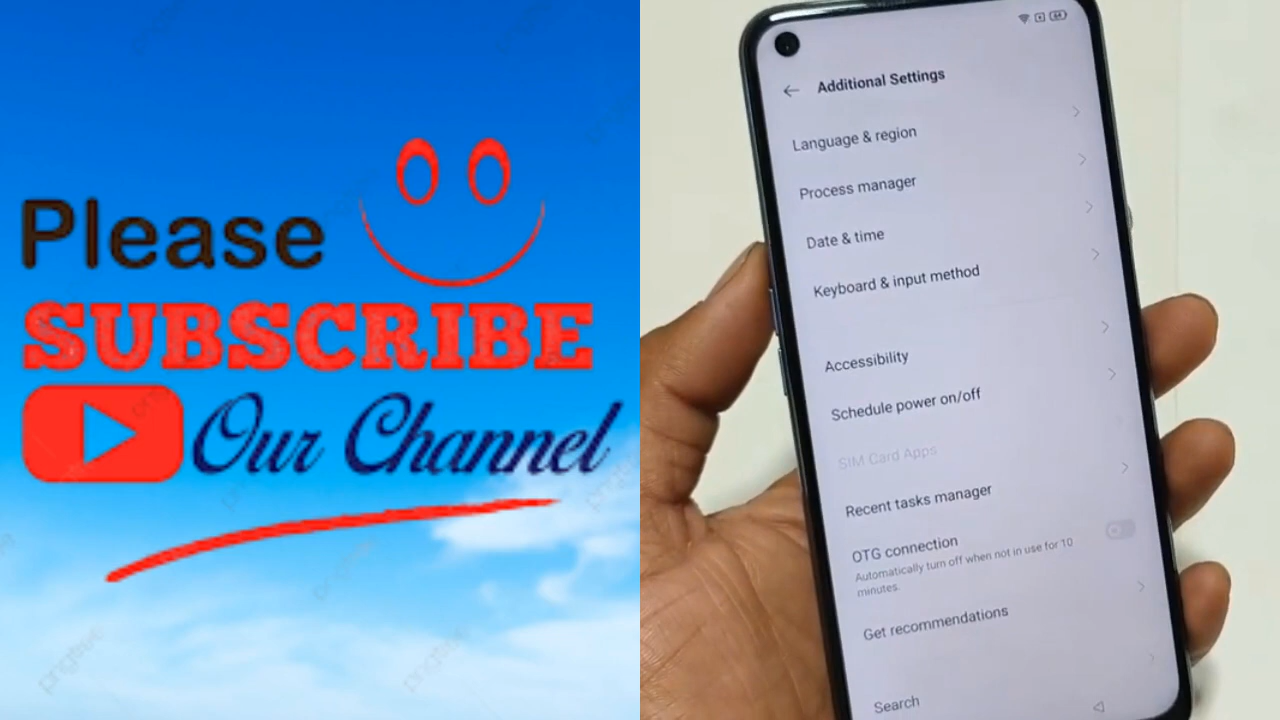 Please
SUBSCRIBE
Our Channel
Additional Settings
Language & region
Process manager
Date & time
Keyboard & input method
Accessibility
Schedule power on/off
SIM Card Apps
Recent tasks manager
OTG connection
Automatically turn off when not in use for 10
minutes.
Get recommendations
Search